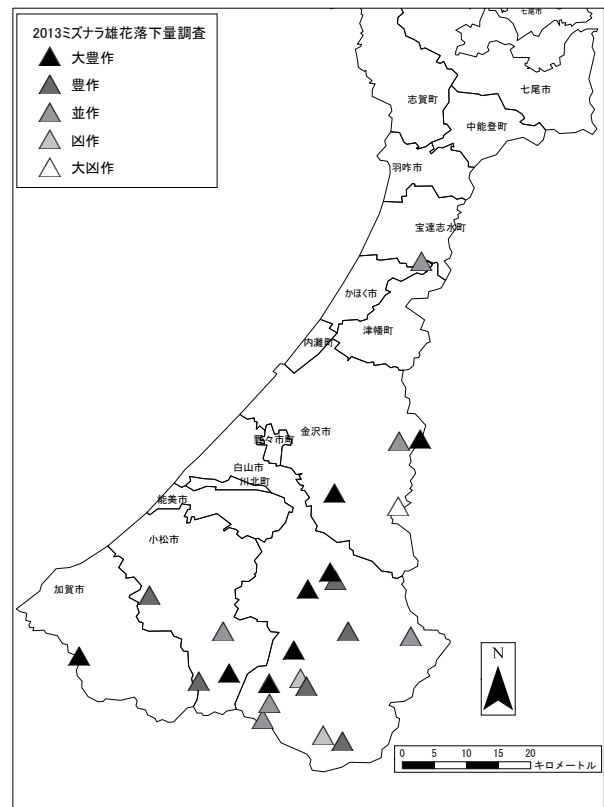 2013ミズナラ雄花落下量調査
大豊作
豊作
並作
凶作
大凶作
七尾市
七尾市
志賀町
中能登町
羽咋市
宝達志水町
かほく市
津幡町
内灘町
金沢市
野々市町
白山市
川北町
能美市
小松市
加賀市
N
0 5 10 15 20
キロメートル